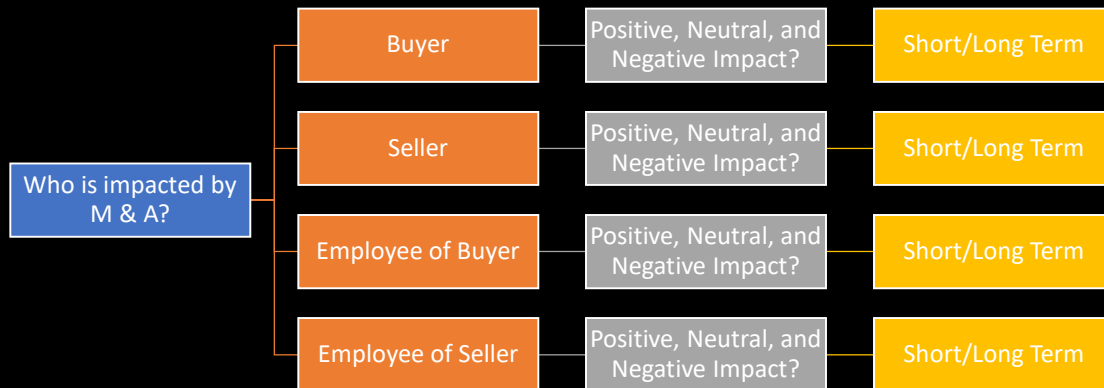 Buyer
Positive, Neutral, and
Negative Impact?
Short/Long Term
Seller
Positive, Neutral, and
Negative Impact?
Short/Long Term
Who is impacted by
M & A?
Employee of Buyer
Positive, Neutral, and
Negative Impact?
Short/Long Term
Employee of Seller
Positive, Neutral, and
Negative Impact?
Short/Long Term